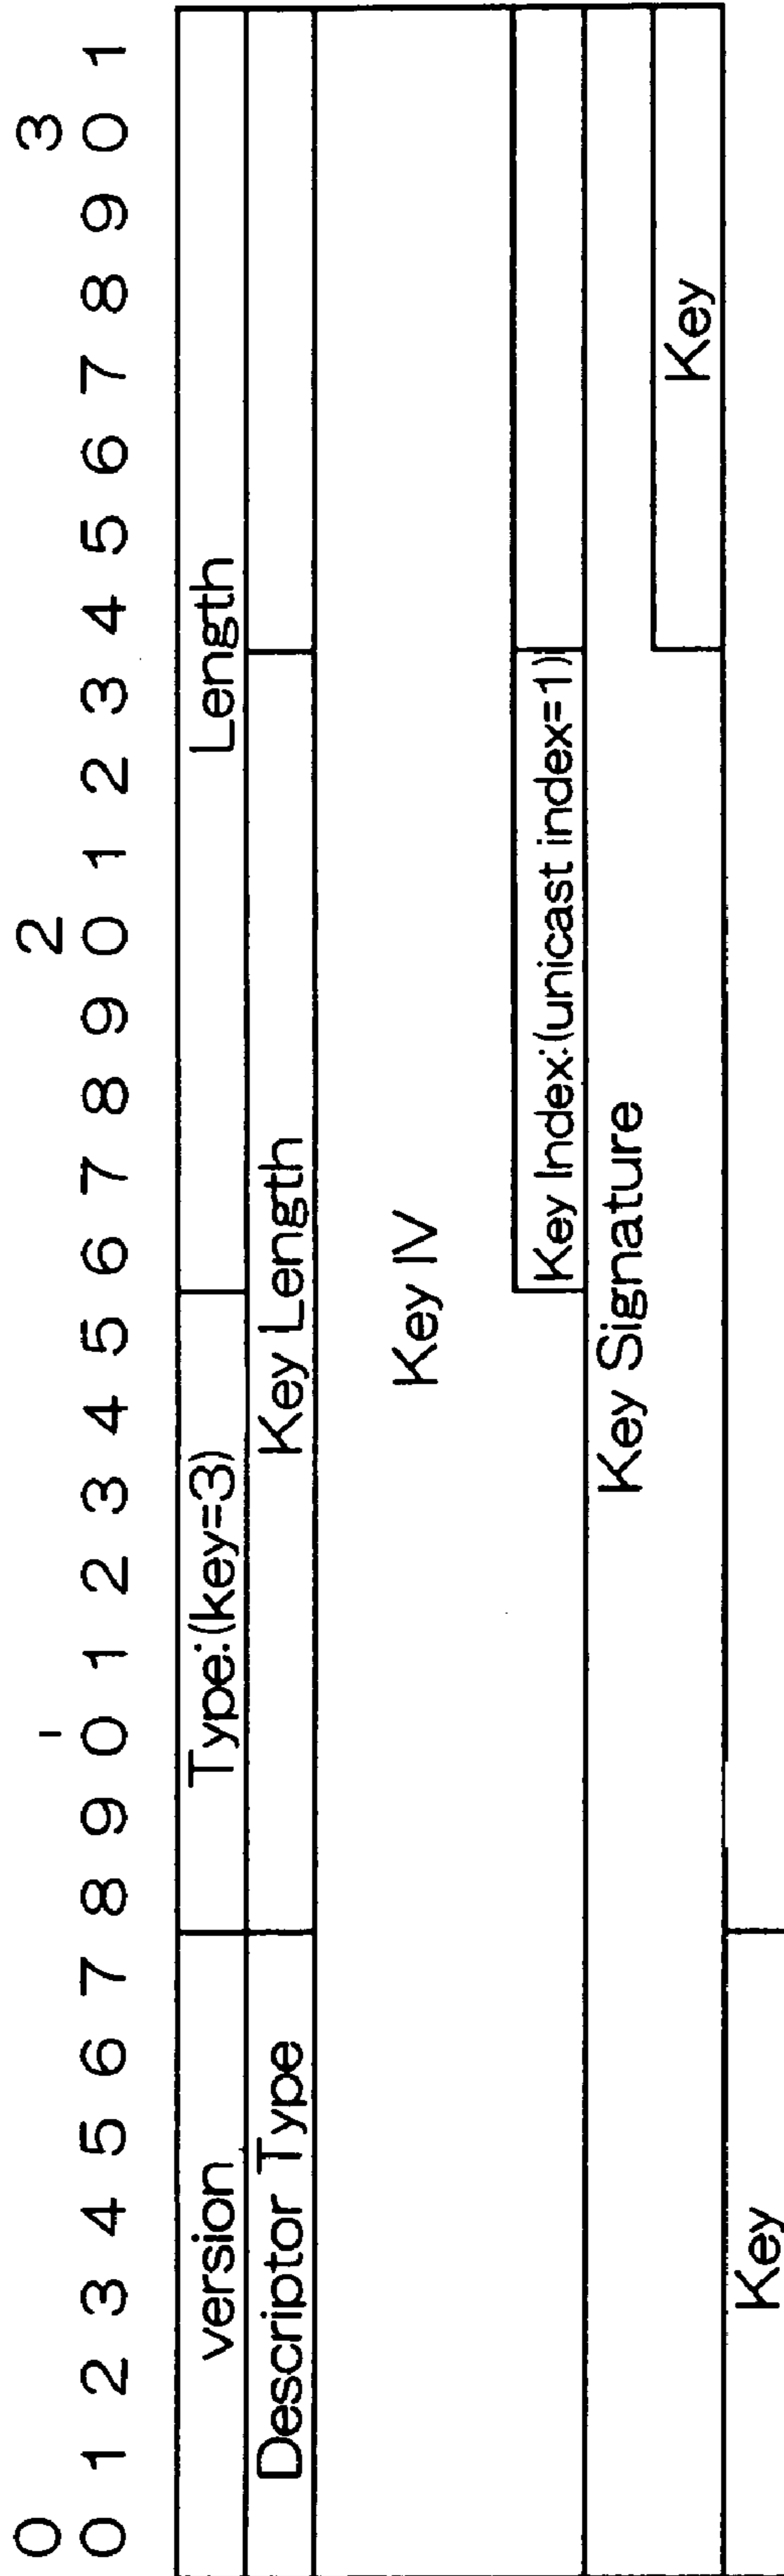 0 1 2 3
0 1 2 3 4 5 6 7 8 9 0 1 2 3 4 5 6 7 8 9 0 1 2 3 4 5 6 7 8 9 0 1
version Type:(key=3) Length
Descriptor Type Key Length
Key IV
Key Index:(unicast index=1)
Key Signature
Key
Key